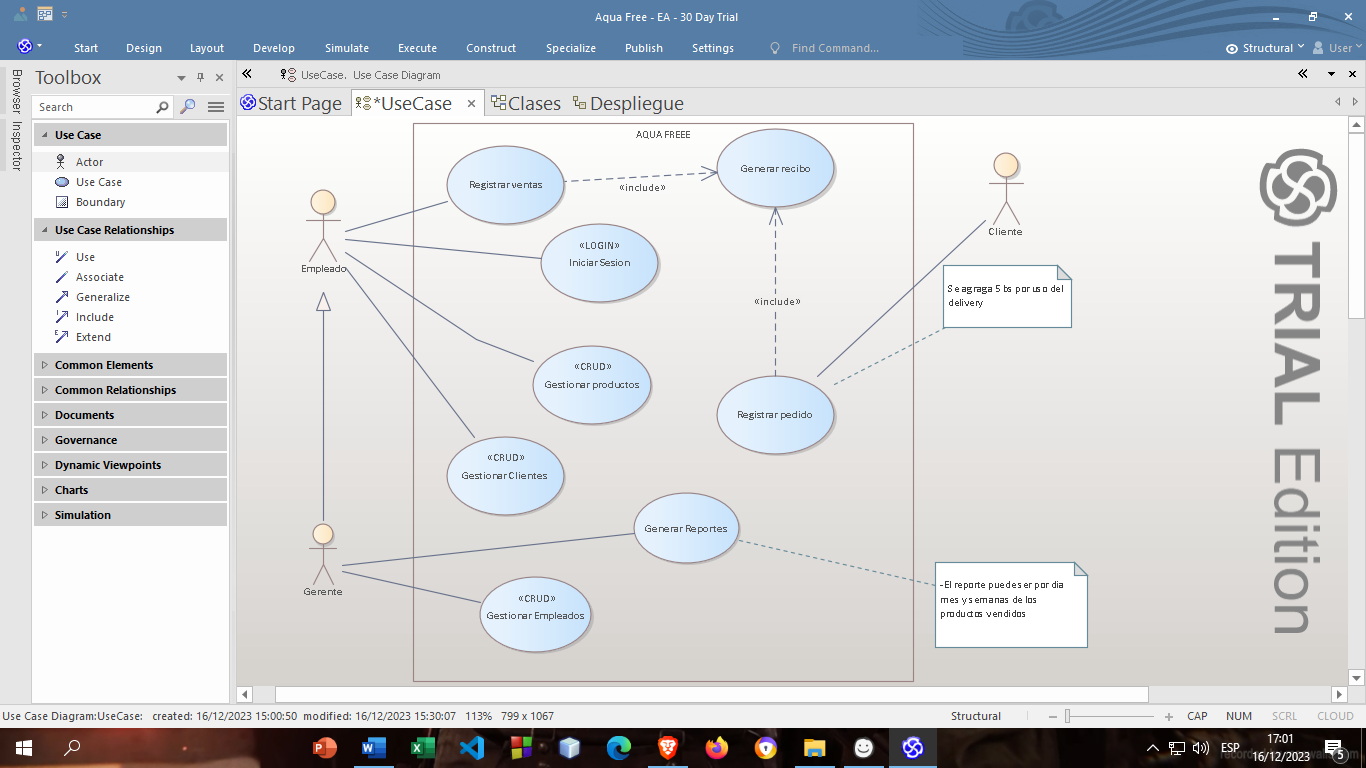 Aqua Free - EA - 30 Day Trial
Start Design Layout Develop Simulate Execute Construct Specialize Publish Settings Find Command... Structural User
Browser
Inspector
Toolbox
Search
Use Case
Actor
Use Case
Boundary
Use Case Relationships
Use
Associate
Generalize
Include
Extend
Common Elements
Common Relationships
Documents
Governance
Dynamic Viewpoints
Charts
Simulation
UseCase. Use Case Diagram
Start Page *UseCase Clases Despliegue
AQUA FREEE
Registrar ventas
«include»
Generar recibo
«LOGIN»
Iniciar Sesion
Empleado
Cliente
Se agraga 5 bs por uso del
delivery
«include»
«CRUD»
Gestionar productos
Registrar pedido
«CRUD»
Gestionar Clientes
Generar Reportes
Gerente
«CRUD»
Gestionar Empleados
-El reporte puede ser por dia
mes y semanas de los
productos vendidos
TRIAL Edition
Use Case Diagram:UseCase: created: 16/12/2023 15:00:50 modified: 16/12/2023 15:30:07 113% 799 x 1067
Structural CAP NUM SCRL CLOUD
ESP
17:01
16/12/2023
5